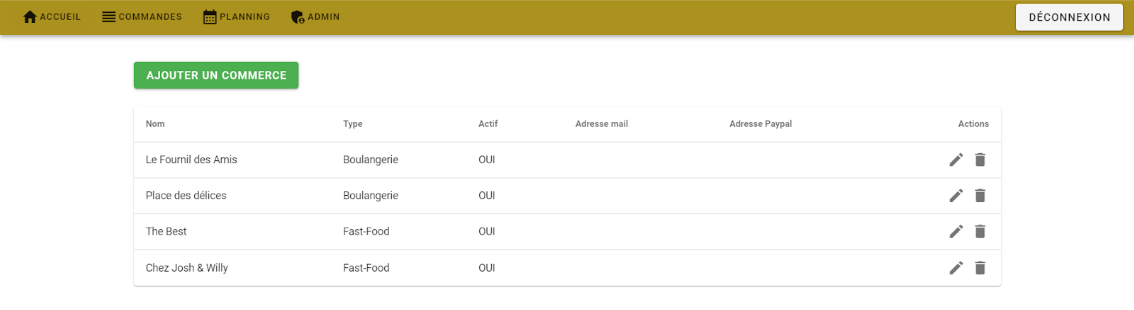 ACCUEIL COMMANDES PLANNING ADMIN DÉCONNEXION
AJOUTER UN COMMERCE
Nom Type Actif Adresse mail Adresse Paypal Actions
Le Fournil des Amis Boulangerie OUI
Place des délices Boulangerie OUI
The Best Fast-Food OUI
Chez Josh & Willy Fast-Food OUI